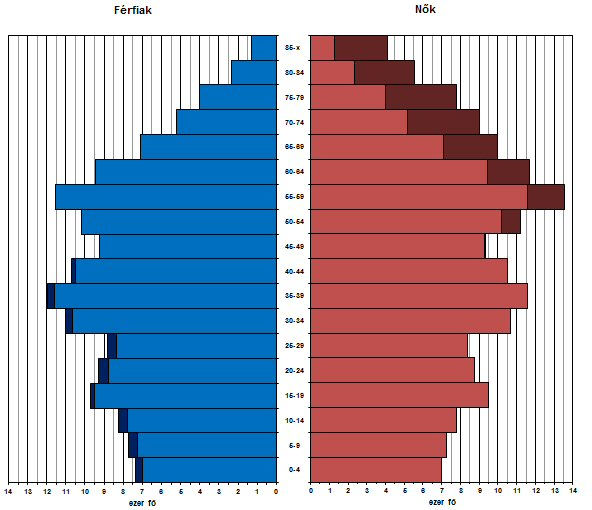 Férfiak
Nők
85-x
80-84
75-79
70-74
65-69
60-64
55-59
50-54
45-49
40-44
35-39
30-34
25-29
20-24
15-19
10-14
5-9
0-4
14 13 12 11 10 9 8 7 6 5 4 3 2 1 0
0 1 2 3 4 5 6 7 8 9 10 11 12 13 14
ezer fő
ezer fő